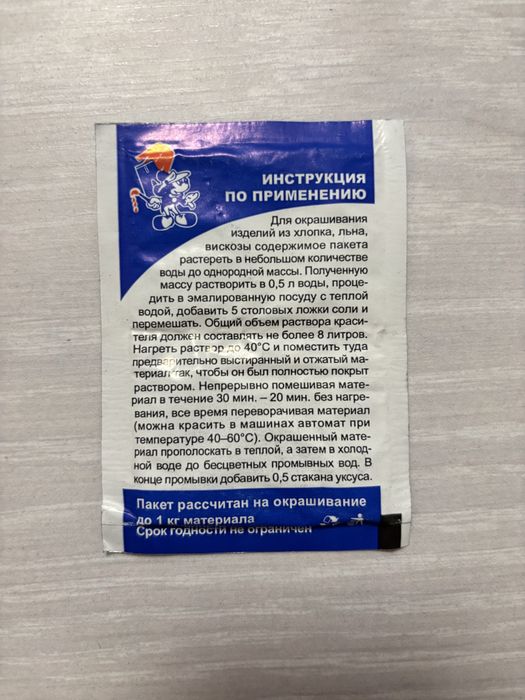 ИНСТРУКЦИЯ
ПО ПРИМЕНЕНИЮ
Для окрашивания
изделий из хлопка, льна,
вискозы содержимое пакета
растереть в небольшом количестве
воды до однородной массы. Полученную
массу растворить в 0,5 л воды, проце-
дить в эмалированную посуду с теплой
водой, добавить 5 столовых ложки соли и
перемешать. Общий объем раствора краси-
теля должен составлять не более 8 литров.
Нагреть раствор до 40°С и поместить туда
предварительно выстиранный и отжатый ма-
териал так, чтобы он был полностью покрыт
раствором. Непрерывно помешивая мате-
риал в течение 30 мин. – 20 мин. без нагре-
вания, все время переворачивая материал
(можно красить в машинах автомат при
температуре 40–60°С). Окрашенный мате-
риал прополоскать в теплой, а затем в холод-
ной воде до бесцветных промывных вод. В
конце промывки добавить 0,5 стакана уксуса.
Пакет рассчитан на окрашивание
до 1 кг материала
Срок годности не ограничен